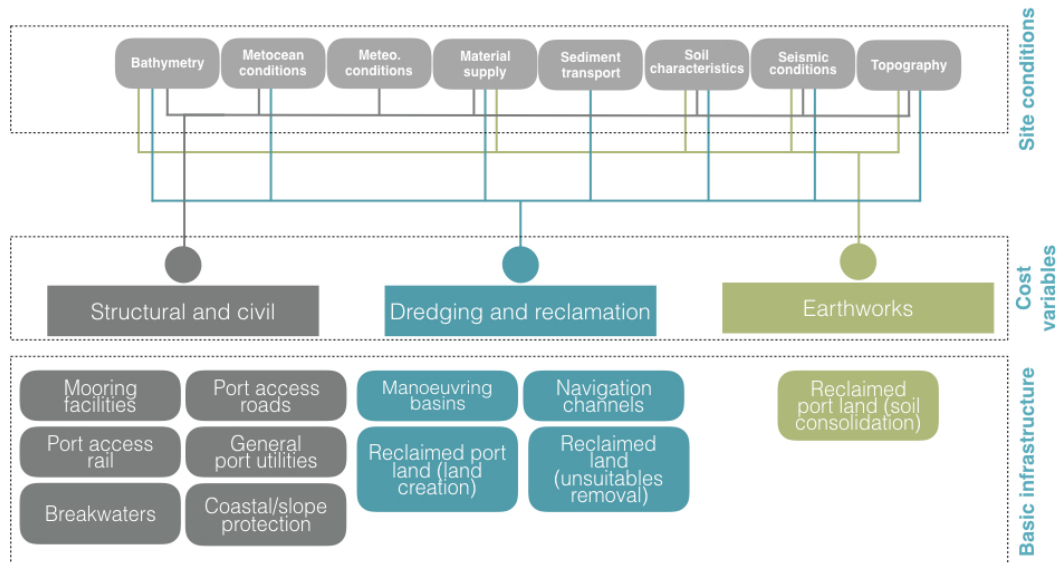 Bathymetry
Metocean
conditions
Meteo.
conditions
Material
supply
Sediment
transport
Soil
characteristics
Seismic
conditions
Topography
Site conditions
Structural and civil
Dredging and reclamation
Earthworks
Cost
variables
Mooring
facilities
Port access
roads
Manoeuvring
basins
Navigation
channels
Reclaimed
port land (soil
consolidation)
Port access
rail
General
port utilities
Reclaimed port
land (land
creation)
Reclaimed
land
(unsuitables
removal)
Breakwaters
Coastal/slope
protection
Basic infrastructure